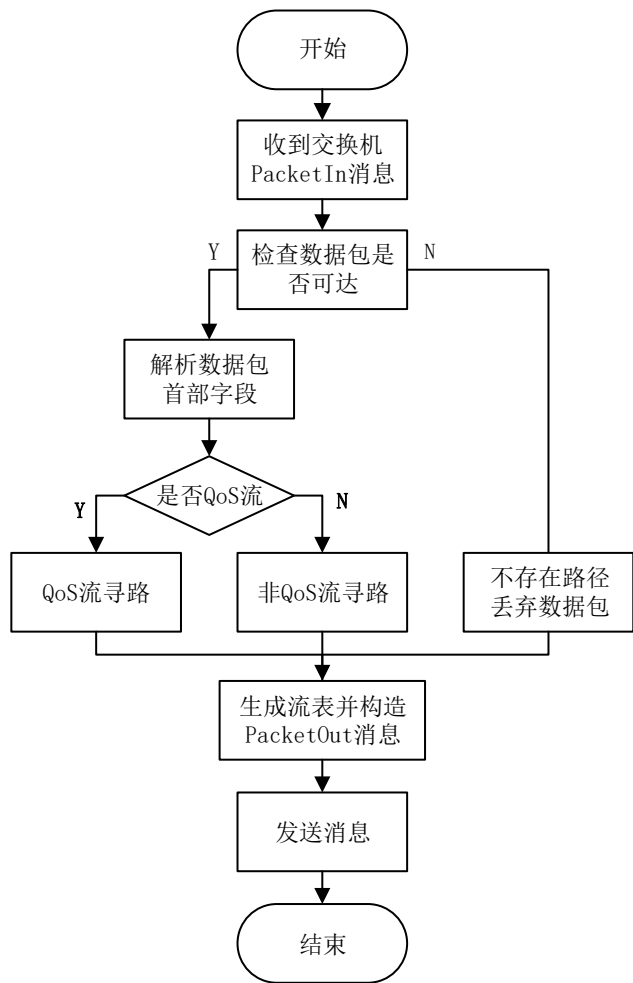 开始
收到交换机
PacketIn消息
Y
检查数据包是
否可达
N
解析数据包
首部字段
是否QoS流
Y
N
QoS流寻路
非QoS流寻路
不存在路径
丢弃数据包
生成流表并构造
PacketOut消息
发送消息
结束